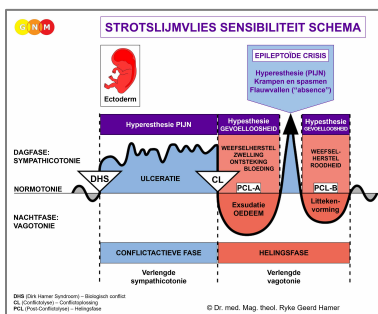 GNM
STROTSLIJMVLIES SENSIBILITEIT SCHEMA
Ectoderm
EPILEPTOÏDE CRISIS
Hyperesthesie (PIJN)
Krampen en spasmen
Flauwvallen ("absence")
Hyperesthesie PIJN
Hypesthesie
GEVOELLOOSHEID
Hypesthesie
GEVOELLOOSHEID
DAGFASE:
SYMPATHICOTONIE
WEEFSELHERSTEL
ZWELLING
ONTSTEKING
BLOEDING
WEEFSEL-
HERSTEL
ROODHEID
DHS
ULCERATIE
CL
PCL-A
PCL-B
NORMOTONIE
NACHTFASE:
VAGOTONIE
Exsudatie
OEDEEM
Litteken-
vorming
CONFLICTACTIEVE FASE
HELINGSFASE
Verlengde
sympathicotonie
Verlengde
vagotonie
DHS (Dirk Hamer Syndroom) – Biologisch conflict
CL (Conflictolyse) – Conflictoplossing
PCL (Post-Conflictolyse) – Helingsfase
© Dr. med. Mag. theol. Ryke Geerd Hamer